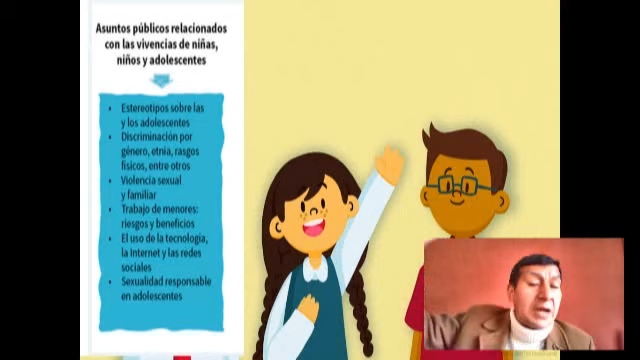 Asuntos públicos relacionados
con las vivencias de niñas,
niños y adolescentes
• Estereotipos sobre las
y los adolescentes
• Discriminación por
género, etnia, rasgos
físicos, entre otros
• Violencia sexual
y familiar
• Trabajo de menores:
riesgos y beneficios
• El uso de la tecnología,
la Internet y las redes
sociales
• Sexualidad responsable
en adolescentes